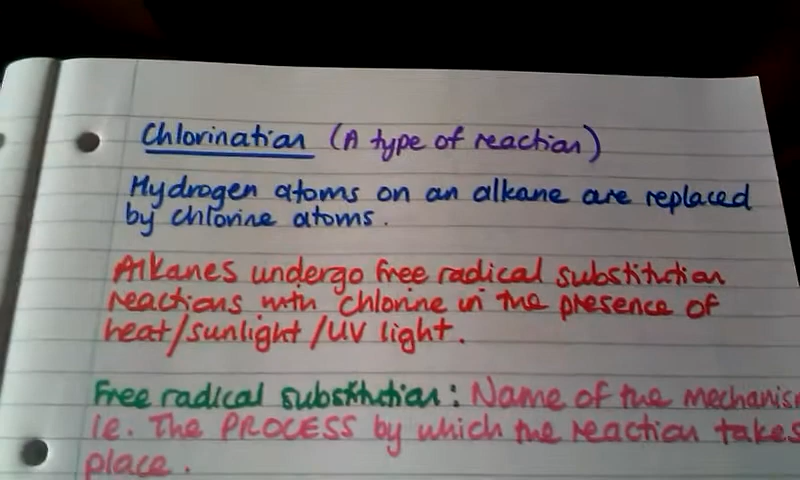 Chlorination (A type of reaction)
Hydrogen atoms on an alkane are replaced
by chlorine atoms.
Alkanes undergo free radical substitution
reactions with chlorine in the presence of
heat/sunlight/UV light.
Free radical substitution: Name of the mechanism
ie. The PROCESS by which the reaction takes
place.